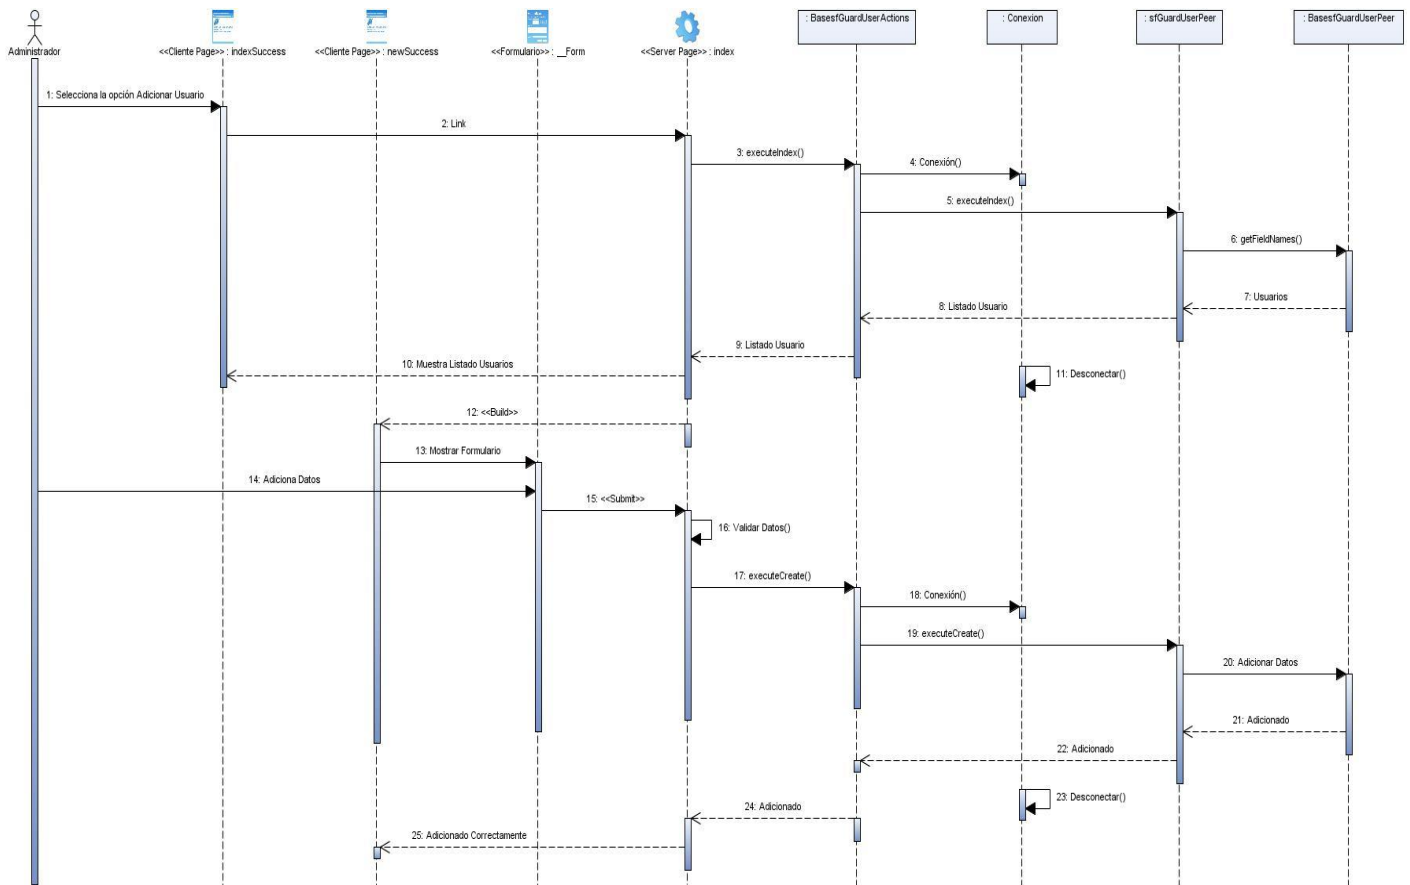 : BasesfGuardUserActions
: Conexion
: sfGuardUserPeer
: BasesfGuardUserPeer
Administrador
<<Cliente Page>> : indexSuccess
<<Cliente Page>> : newSuccess
<<Formulario>> : __Form
<<Server Page>> : index
1: Selecciona la opción Adicionar Usuario
2: Link
3: executeIndex()
4: Conexión()
5: executeIndex()
6: getFieldNames()
7: Usuarios
8: Listado Usuario
9: Listado Usuario
10: Muestra Listado Usuarios
11: Desconectar()
12: <<Build>>
13: Mostrar Formulario
14: Adiciona Datos
15: <<Submit>>
16: Validar Datos()
17: executeCreate()
18: Conexión()
19: executeCreate()
20: Adicionar Datos
21: Adicionado
22: Adicionado
23: Desconectar()
24: Adicionado
25: Adicionado Correctamente